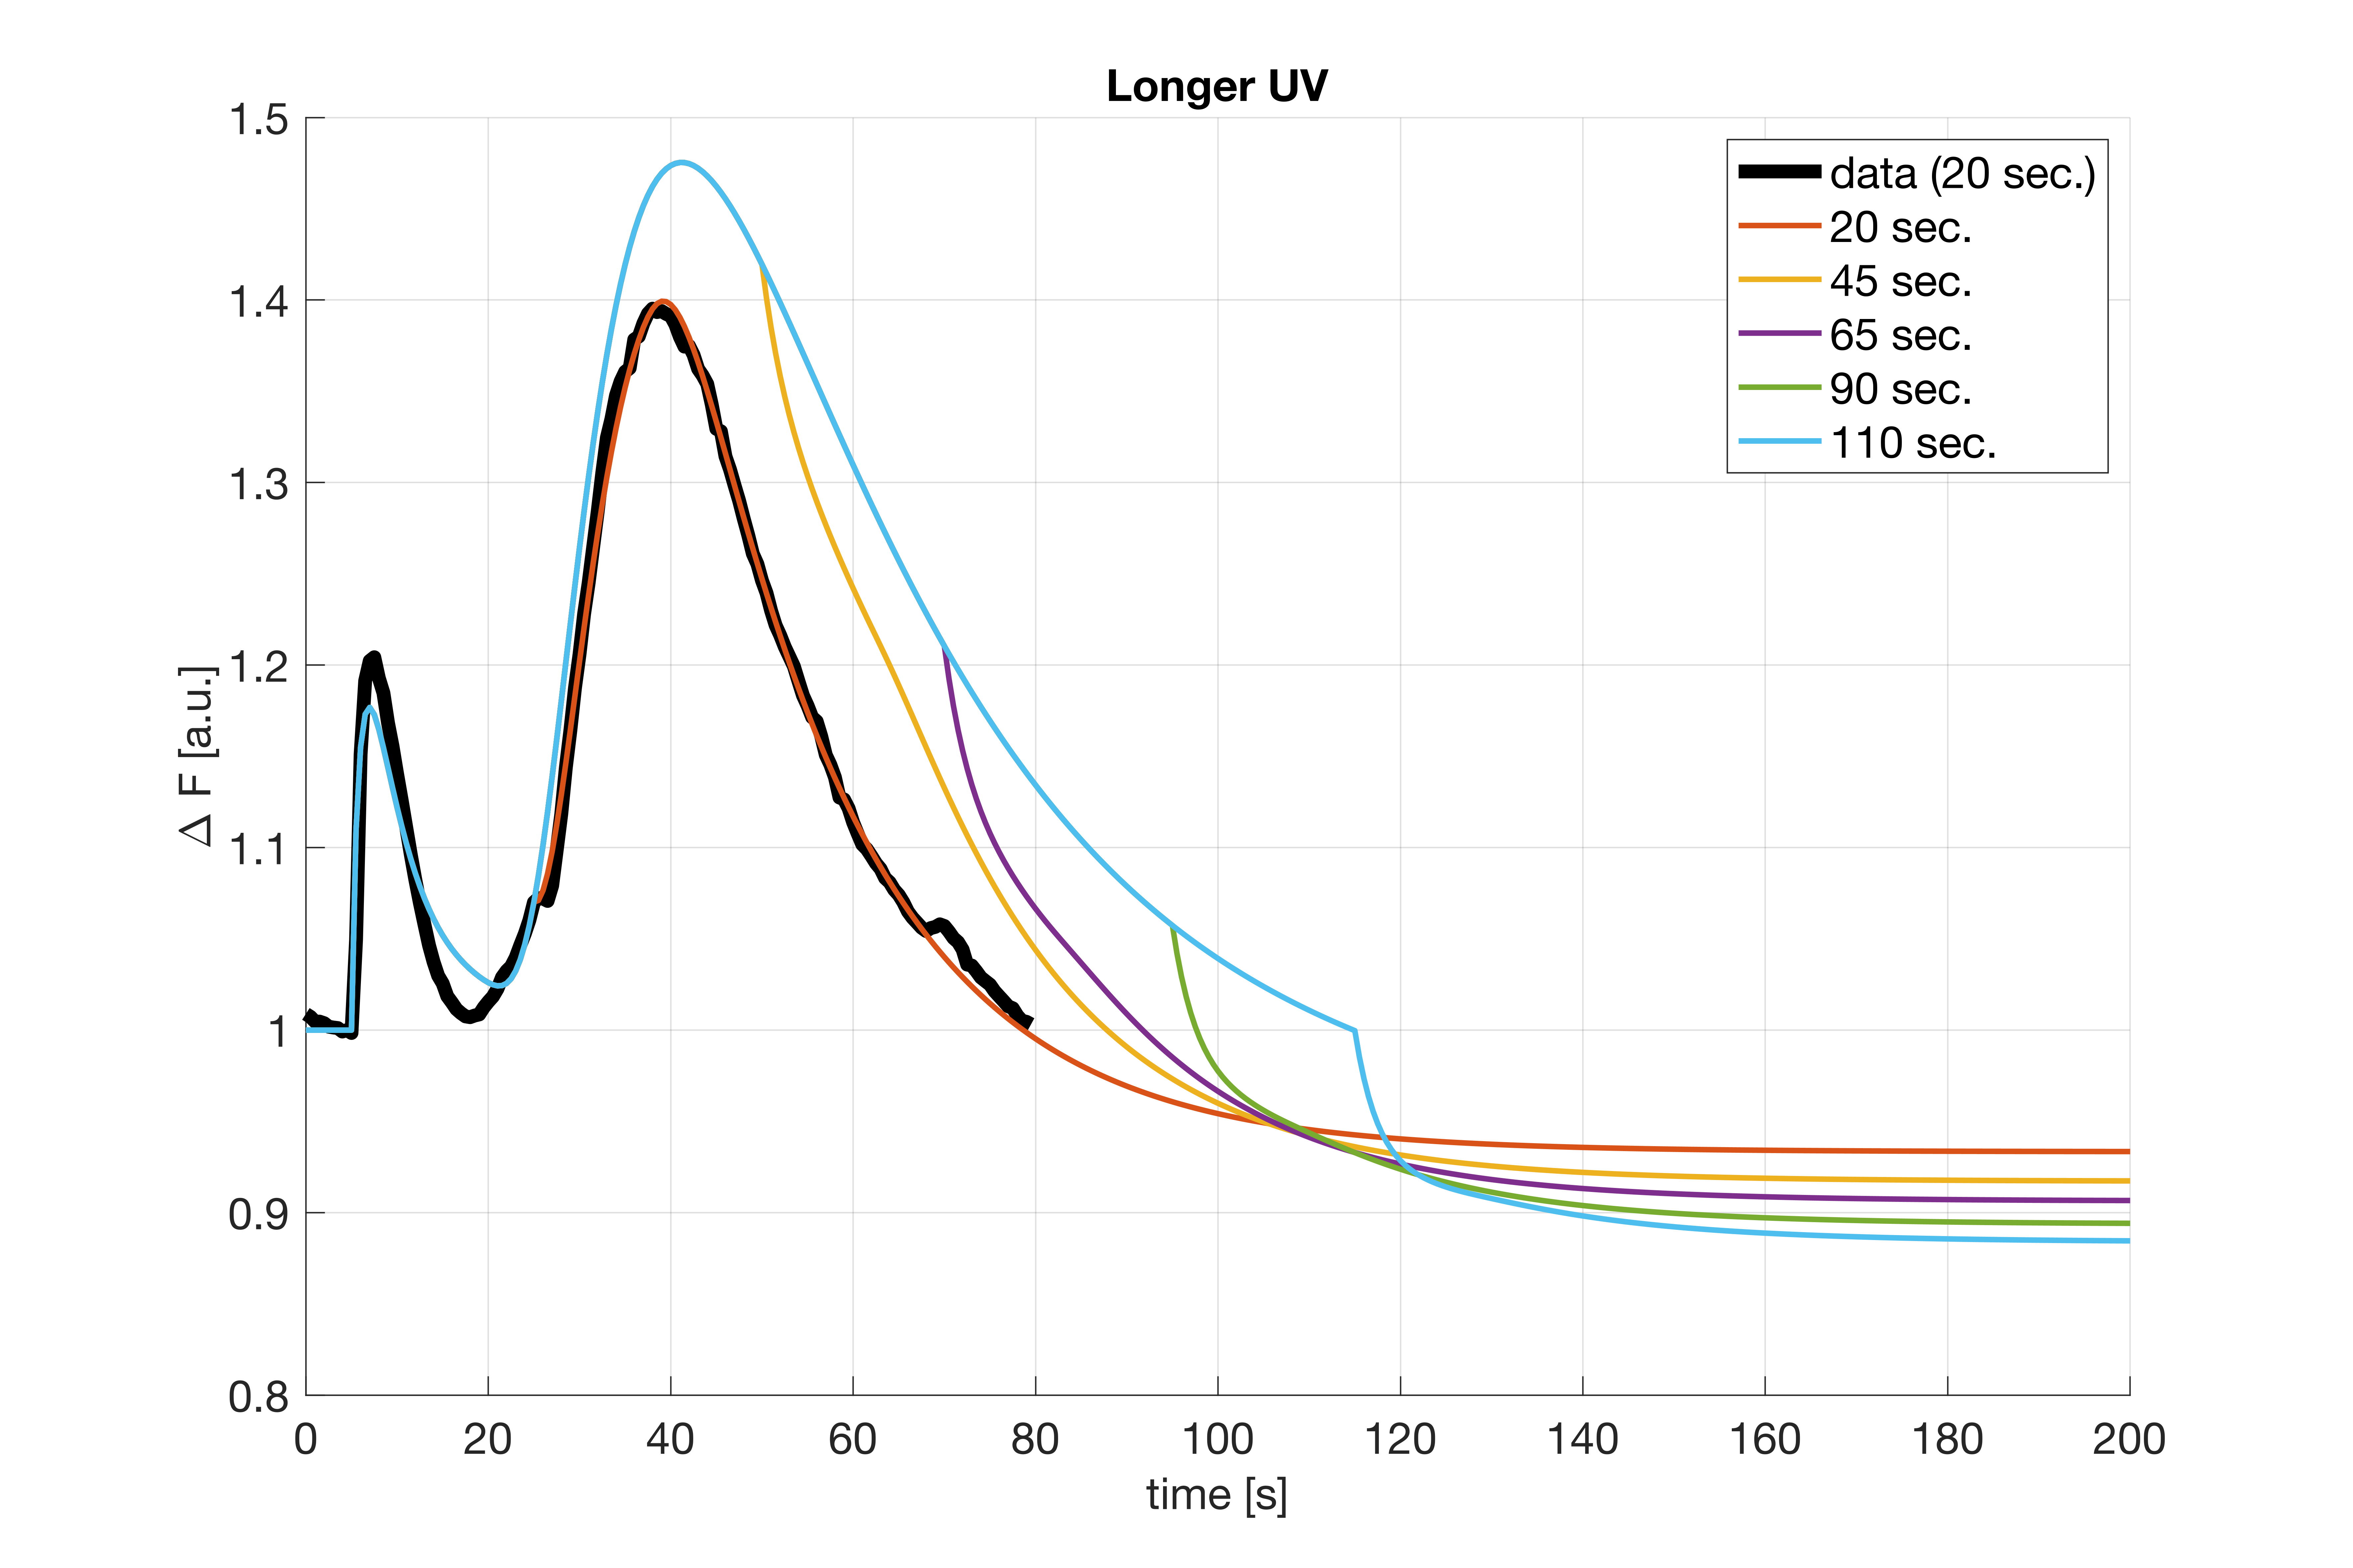 Longer UV
1.5
1.4
1.3
1.2
1.1
1
0.9
0.8
Δ F [a.u.]
data (20 sec.)
20 sec.
45 sec.
65 sec.
90 sec.
110 sec.
0 20 40 60 80 100 120 140 160 180 200
time [s]